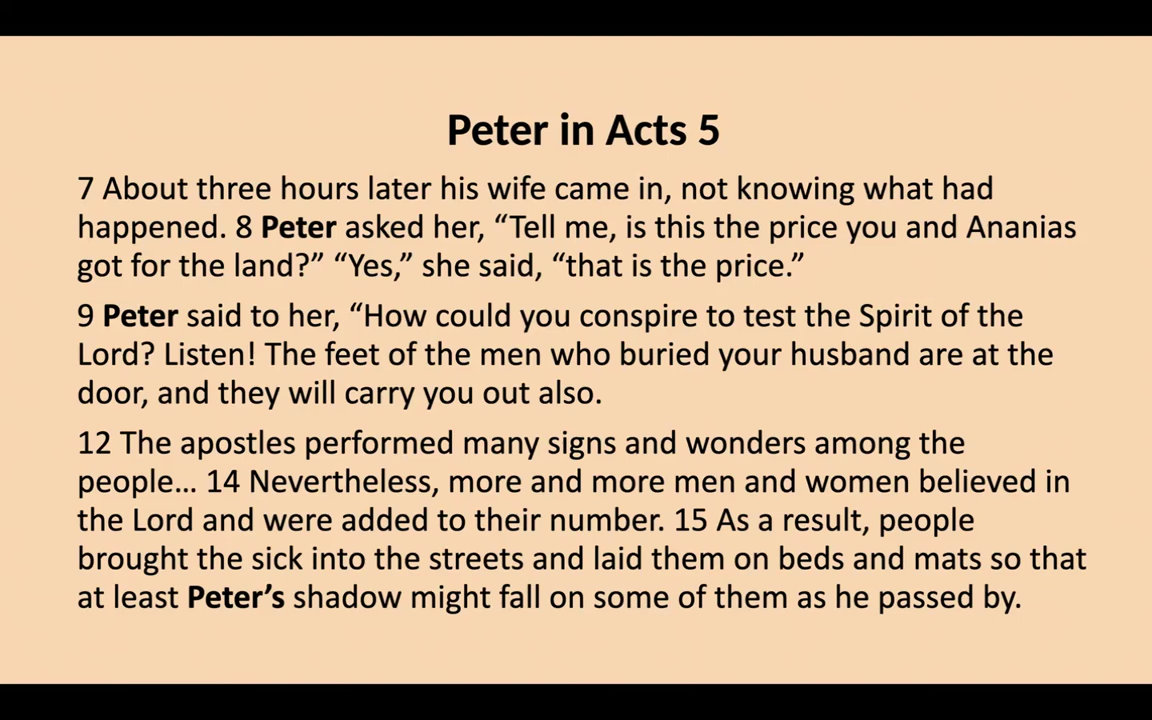 Peter in Acts 5
7 About three hours later his wife came in, not knowing what had
happened. 8 Peter asked her, “Tell me, is this the price you and Ananias
got for the land?” “Yes,” she said, “that is the price.”
9 Peter said to her, “How could you conspire to test the Spirit of the
Lord? Listen! The feet of the men who buried your husband are at the
door, and they will carry you out also.
12 The apostles performed many signs and wonders among the
people… 14 Nevertheless, more and more men and women believed in
the Lord and were added to their number. 15 As a result, people
brought the sick into the streets and laid them on beds and mats so that
at least Peter’s shadow might fall on some of them as he passed by.